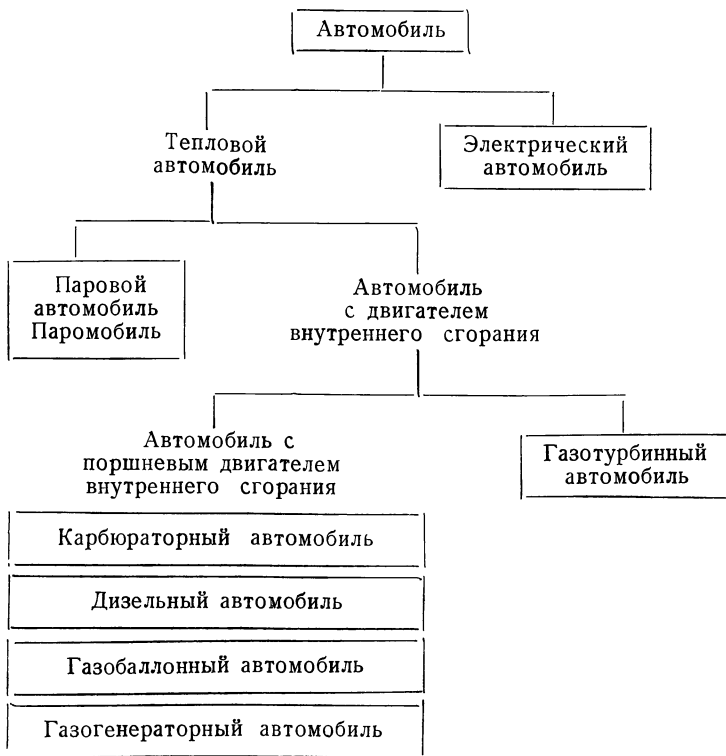 Автомобиль
Тепловой
автомобиль
Электрический
автомобиль
Паровой
автомобиль
Паромобиль
Автомобиль
с двигателем
внутреннего сгорания
Автомобиль с
поршневым двигателем
внутреннего сгорания
Газотурбинный
автомобиль
Карбюраторный автомобиль
Дизельный автомобиль
Газобаллонный автомобиль
Газогенераторный автомобиль